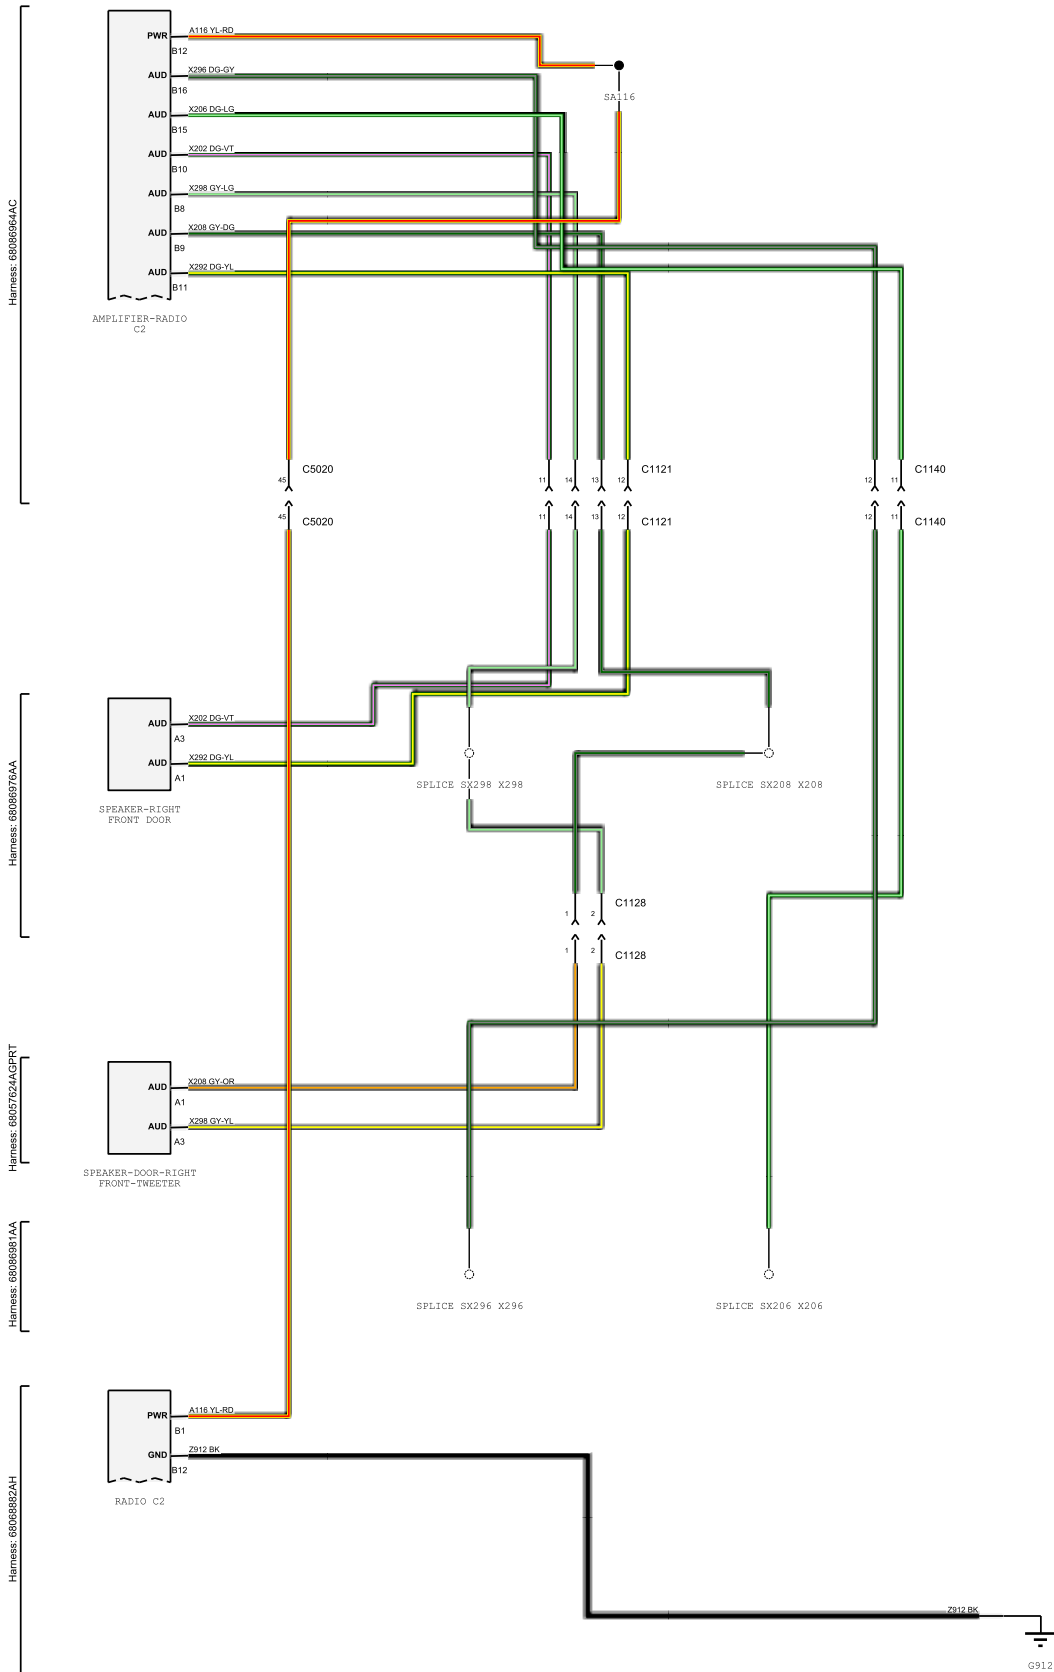 Harness: 68086964AC
PWR
A116 YL-RD
B12
AUD
X296 DG-GY
B16
AUD
X206 DG-LG
B15
AUD
X202 DG-VT
B10
AUD
X298 GY-LG
B8
AUD
X208 GY-DG
B9
AUD
X292 DG-YL
B11
AMPLIFIER-RADIO
C2
SA116
45
C5020
11
14
13
12
C1121
12
11
C1140
45
C5020
11
14
13
12
C1121
12
11
C1140
Harness: 68086976AA
AUD
X202 DG-VT
A3
AUD
X292 DG-YL
A1
SPEAKER-RIGHT
FRONT DOOR
SPLICE SX298 X298
SPLICE SX208 X208
1
2
C1128
1
2
C1128
Harness: 68057624AGPRT
AUD
X208 GY-OR
A1
AUD
X298 GY-YL
A3
SPEAKER-DOOR-RIGHT
FRONT-TWEETER
Harness: 68086981AA
SPLICE SX296 X296
SPLICE SX206 X206
Harness: 68068882AH
PWR
A116 YL-RD
B1
GND
Z912 BK
B12
RADIO C2
Z912 BK
G912